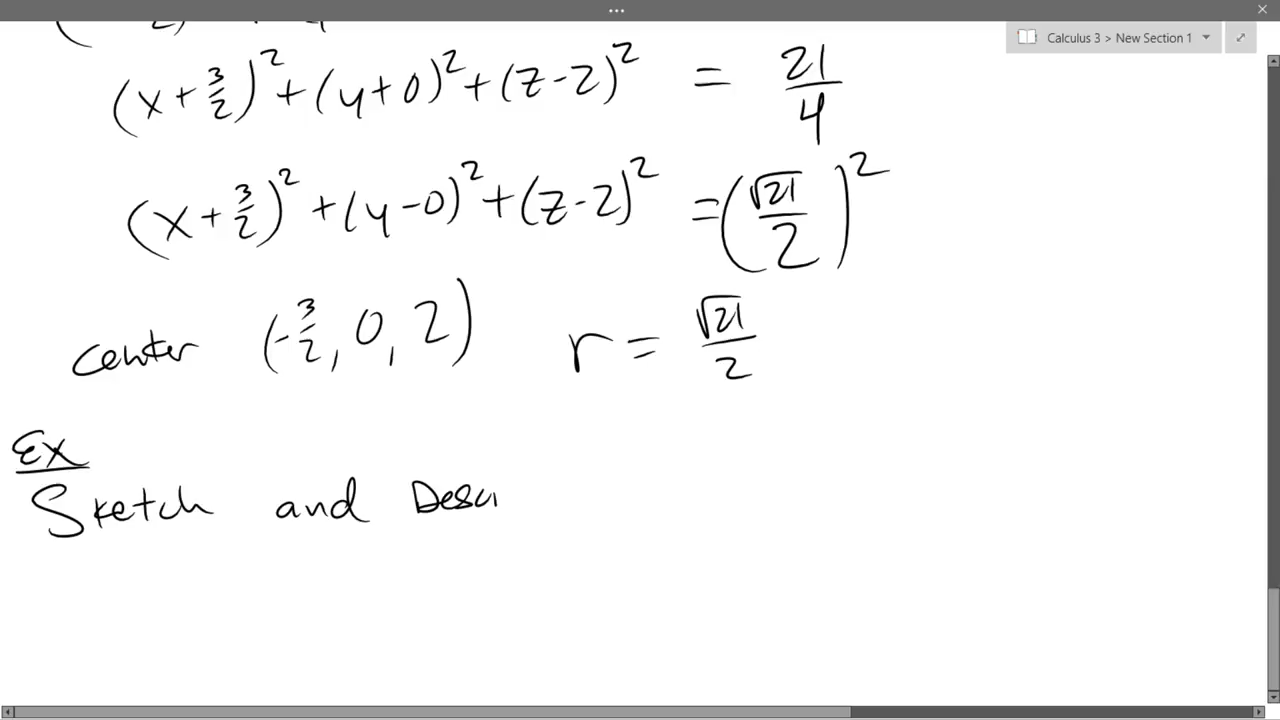 Calculus 3 > New Section 1
(x + 3/2)² + (y + 0)² + (z - 2)² = 21/4
(x + 3/2)² + (y - 0)² + (z - 2)² = (√21/2)²
center (-3/2, 0, 2) r = √21/2
Ex
Sketch and Desc